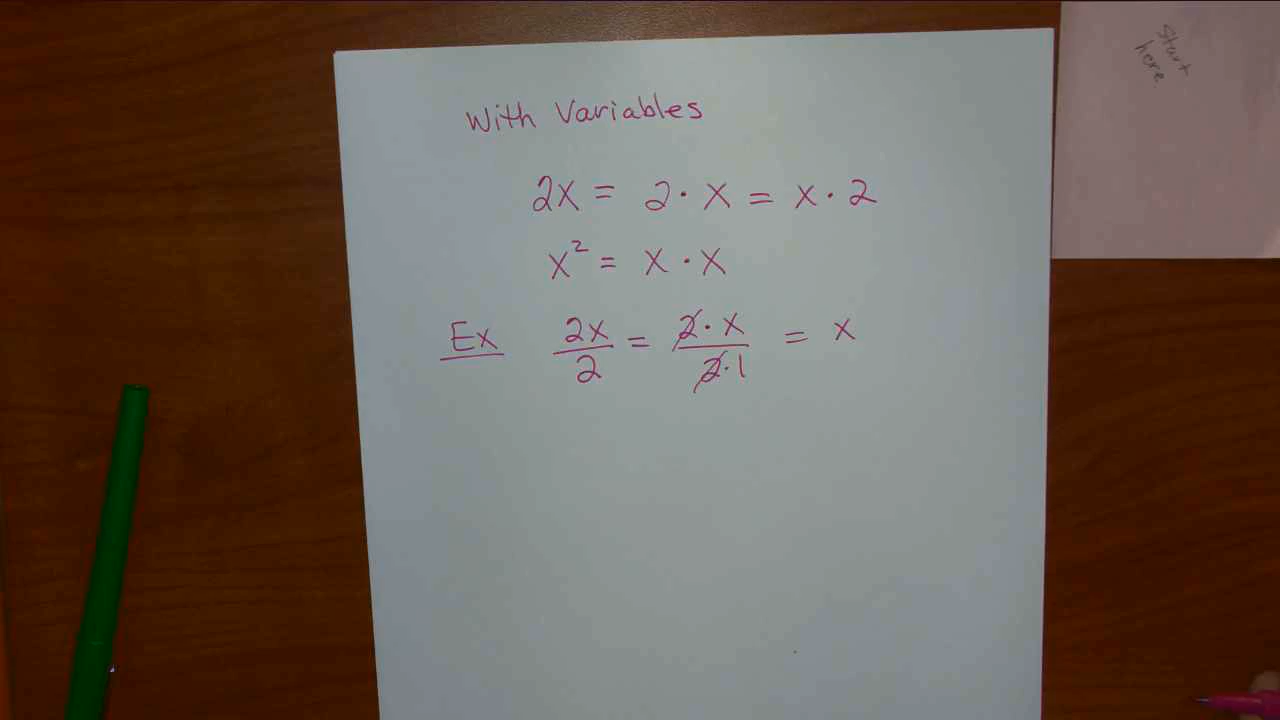 With Variables
2x = 2 · x = x · 2
x² = x · x
Ex 2x/2 = 2·x/2·1 = x
Start
here